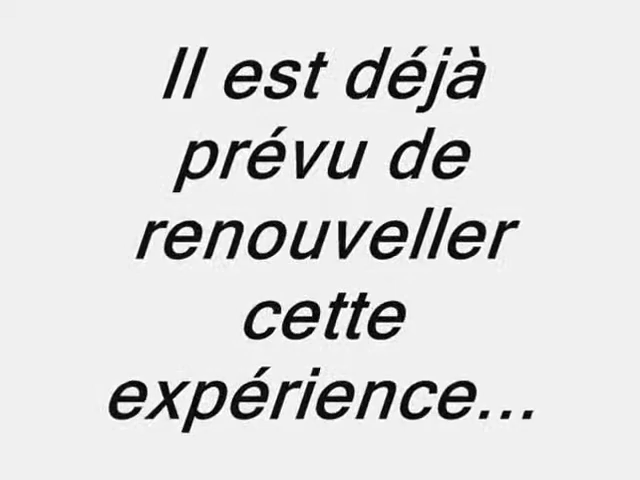 Il est déjà
prévu de
renouveller
cette
expérience...